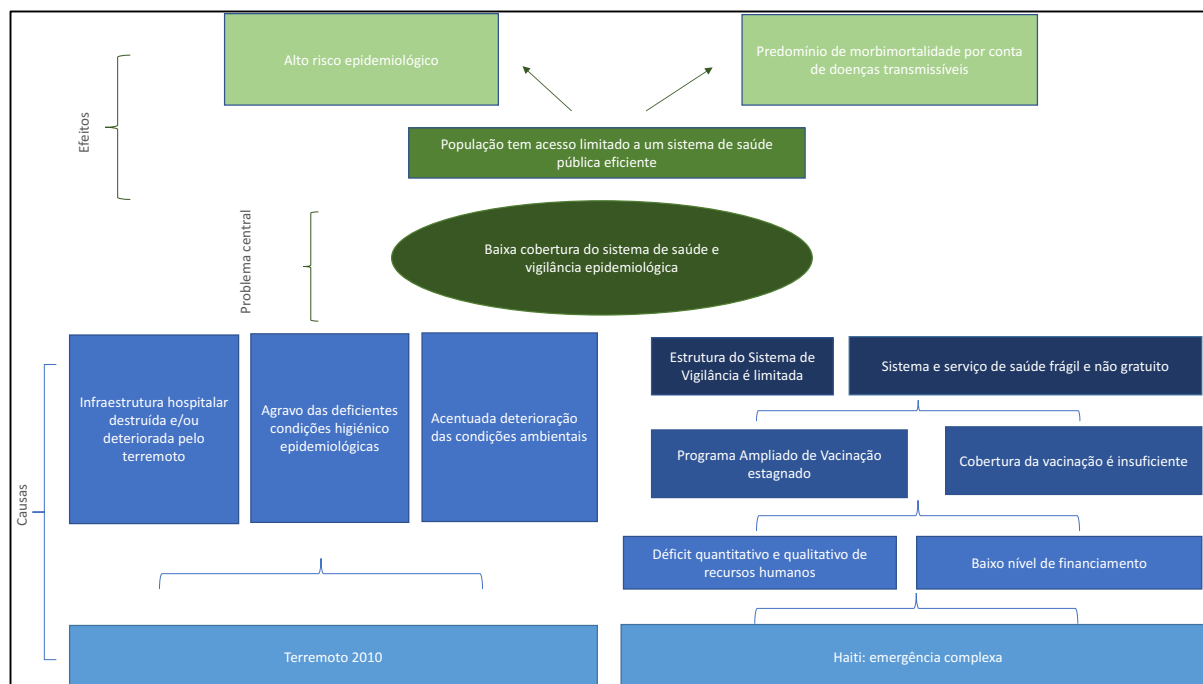 Alto risco epidemiológico
Predomínio de morbimortalidade por conta
de doenças transmissíveis
Efeitos
População tem acesso limitado a um sistema de saúde
pública eficiente
Problema central
Baixa cobertura do sistema de saúde e
vigilância epidemiológica
Causas
Infraestrutura hospitalar
destruída e/ou
deteriorada pelo
terremoto
Agravo das deficientes
condições higiénico
epidemiológicas
Acentuada deterioração
das condições ambientais
Estrutura do Sistema de
Vigilância é limitada
Sistema e serviço de saúde frágil e não gratuito
Programa Ampliado de Vacinação
estagnado
Cobertura da vacinação é insuficiente
Déficit quantitativo e qualitativo de
recursos humanos
Baixo nível de financiamento
Terremoto 2010
Haiti: emergência complexa